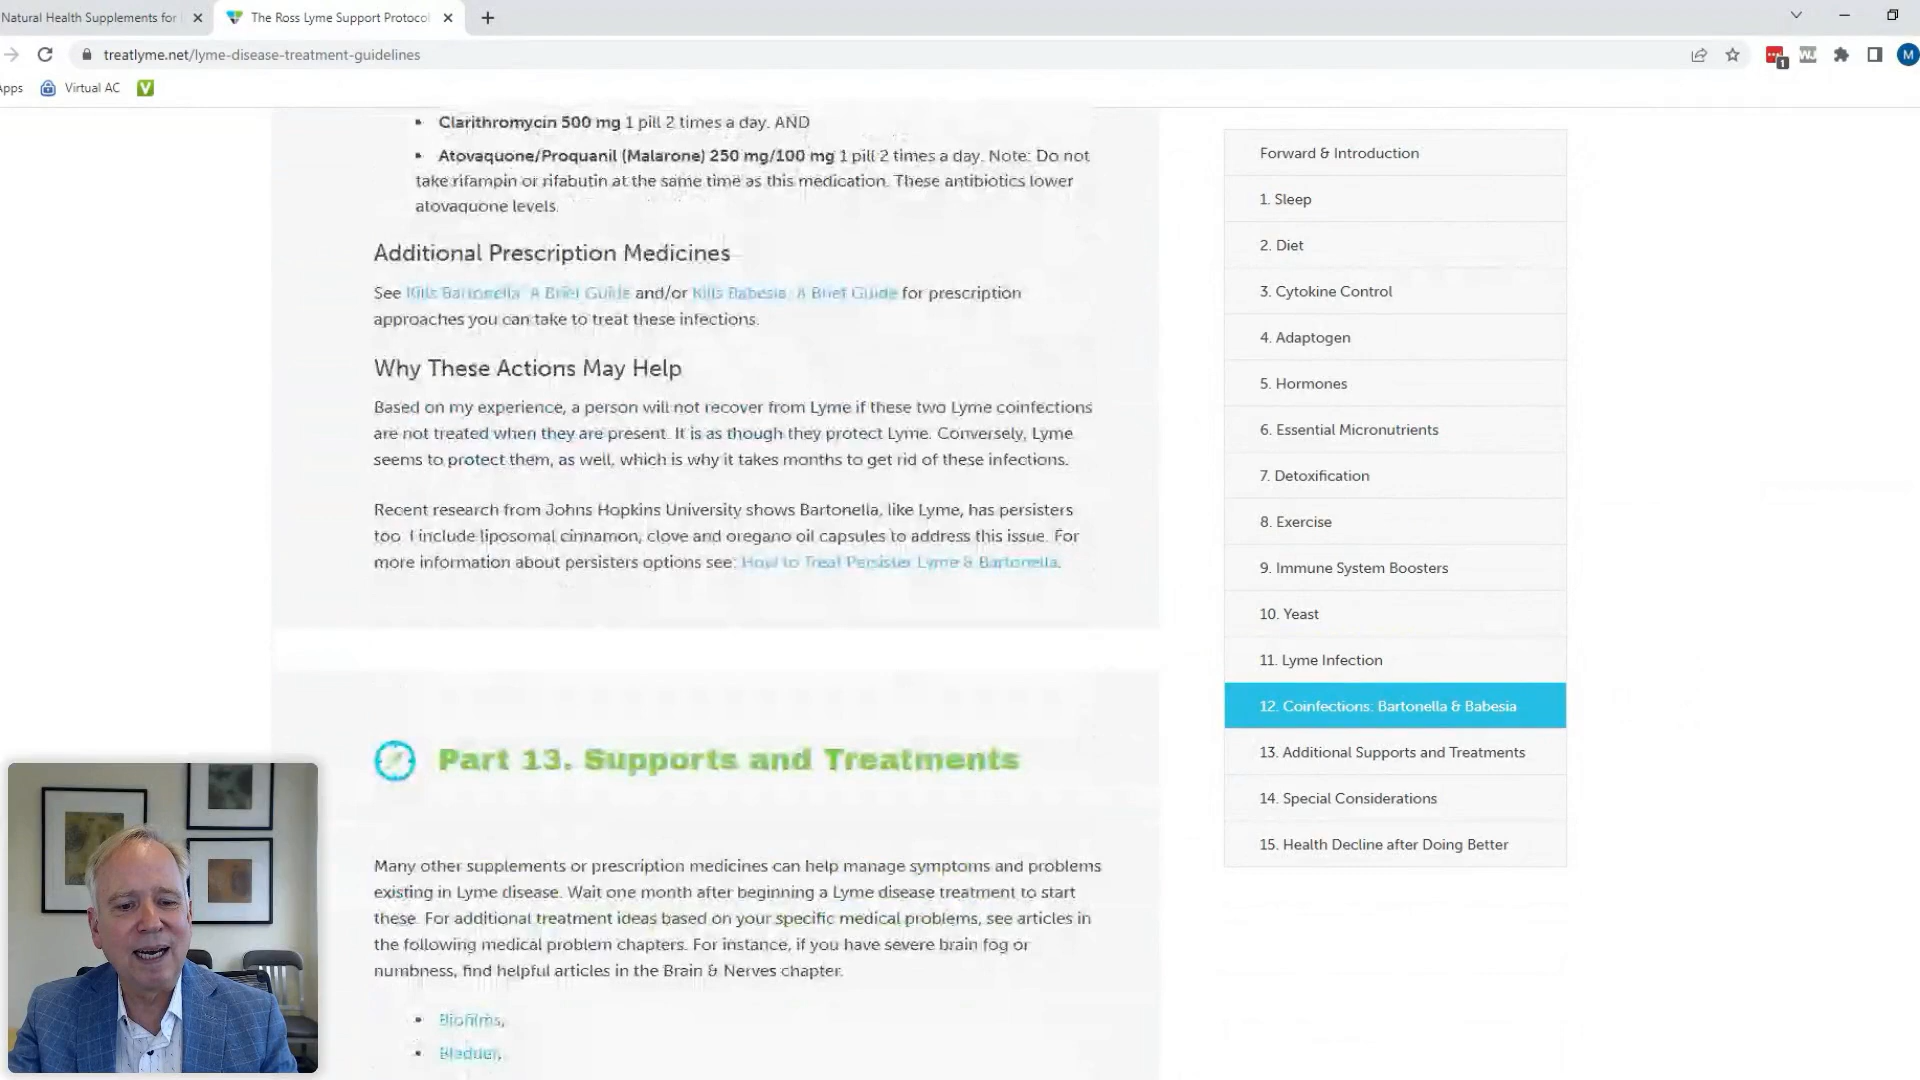 Natural Health Supplements for
The Ross Lyme Support Protocol
treatlyme.net/lyme-disease-treatment-guidelines
1
M
Apps
Virtual AC
V
• Clarithromycin 500 mg 1 pill 2 times a day. AND
• Atovaquone/Proquanil (Malarone) 250 mg/100 mg 1 pill 2 times a day. Note: Do not
take rifampin or rifabutin at the same time as this medication. These antibiotics lower
atovaquone levels.
Additional Prescription Medicines
See Kills Bartonella: A Brief Guide and/or Kills Babesia: A Brief Guide for prescription
approaches you can take to treat these infections.
Why These Actions May Help
Based on my experience, a person will not recover from Lyme if these two Lyme coinfections
are not treated when they are present. It is as though they protect Lyme. Conversely, Lyme
seems to protect them, as well, which is why it takes months to get rid of these infections.
Recent research from Johns Hopkins University shows Bartonella, like Lyme, has persisters
too. I include liposomal cinnamon, clove and oregano oil capsules to address this issue. For
more information about persisters options see: How to Treat Persister Lyme & Bartonella.
Part 13. Supports and Treatments
Many other supplements or prescription medicines can help manage symptoms and problems
existing in Lyme disease. Wait one month after beginning a Lyme disease treatment to start
these. For additional treatment ideas based on your specific medical problems, see articles in
the following medical problem chapters. For instance, if you have severe brain fog or
numbness, find helpful articles in the Brain & Nerves chapter.
• Biofilms,
• Bladder,
Forward & Introduction
1. Sleep
2. Diet
3. Cytokine Control
4. Adaptogen
5. Hormones
6. Essential Micronutrients
7. Detoxification
8. Exercise
9. Immune System Boosters
10. Yeast
11. Lyme Infection
12. Coinfections: Bartonella & Babesia
13. Additional Supports and Treatments
14. Special Considerations
15. Health Decline after Doing Better